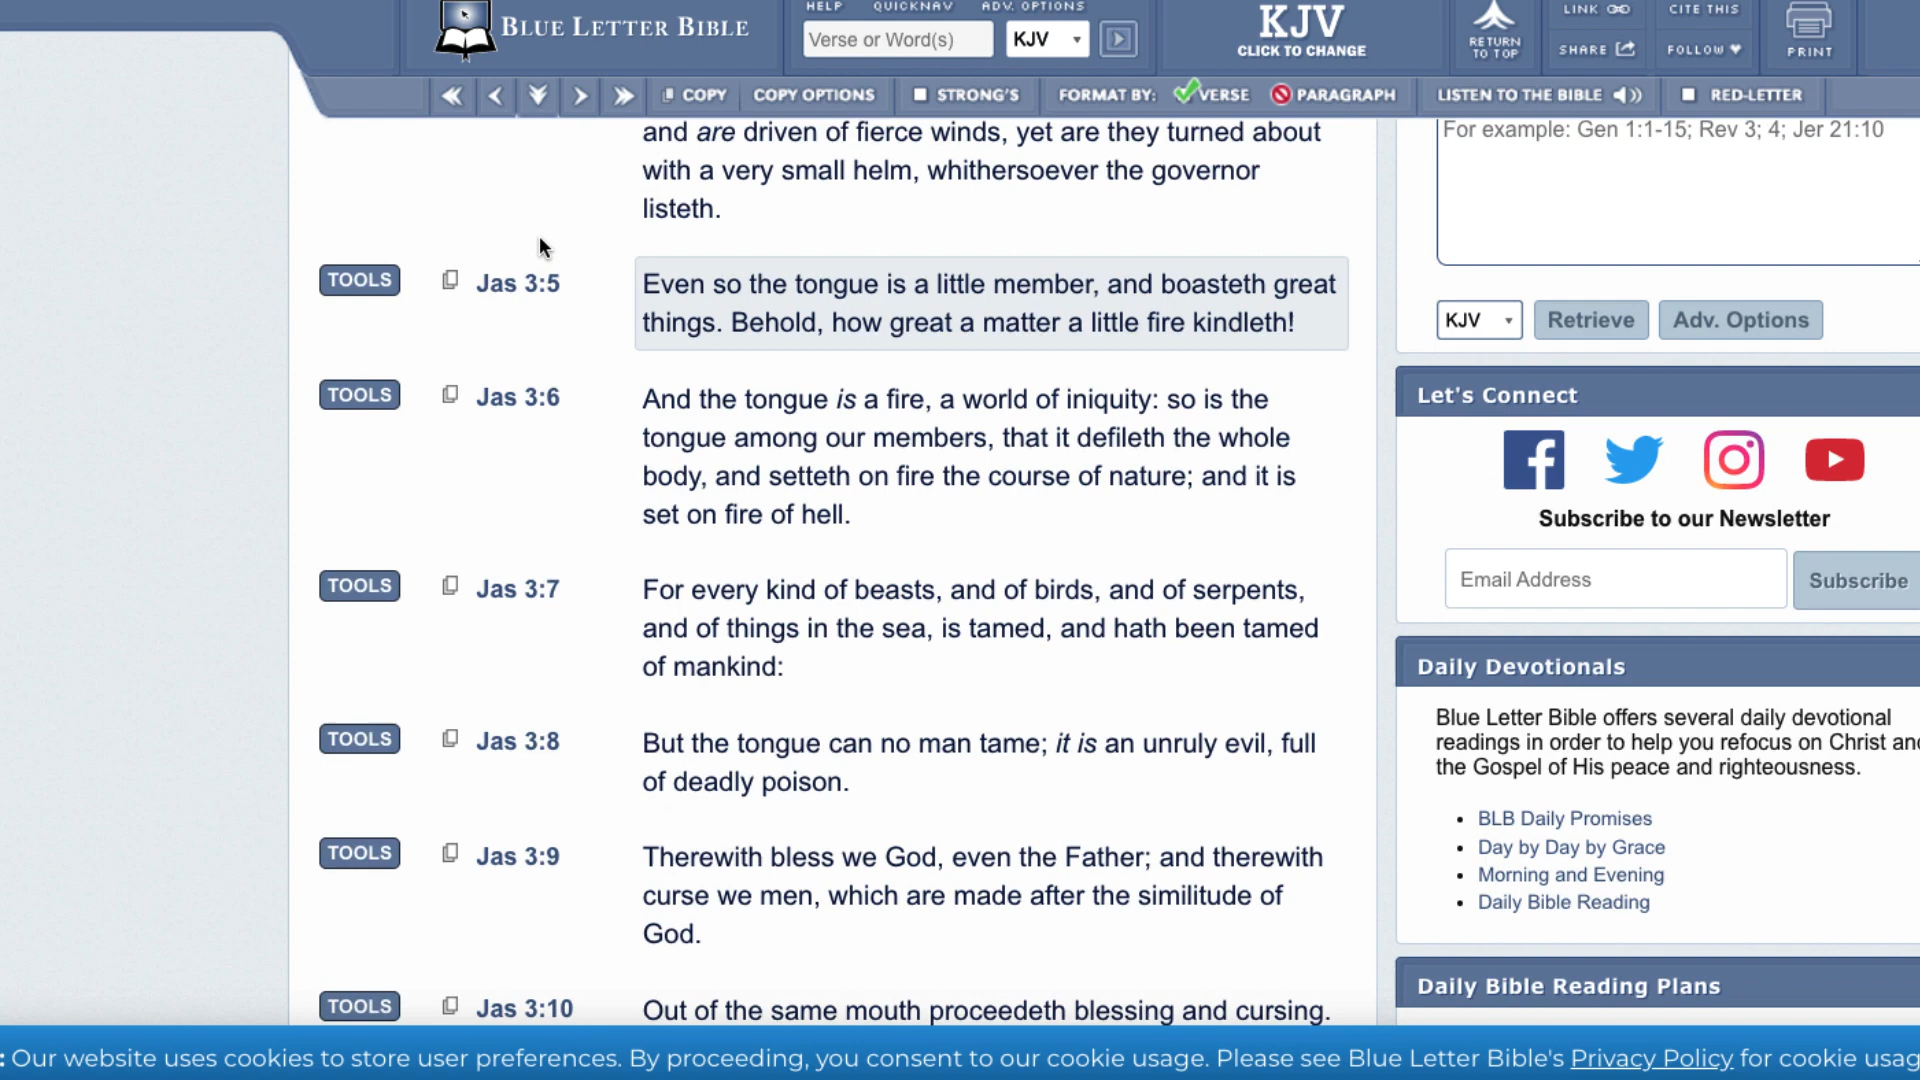 BLUE LETTER BIBLE
HELP QUICKNAV ADV. OPTIONS
Verse or Word(s) KJV
KJV
CLICK TO CHANGE
RETURN
TO TOP
LINK
SHARE
CITE THIS
FOLLOW
PRINT
COPY COPY OPTIONS STRONG'S FORMAT BY: VERSE PARAGRAPH LISTEN TO THE BIBLE RED-LETTER
and are driven of fierce winds, yet are they turned about
with a very small helm, whithersoever the governor
listeth.
TOOLS Jas 3:5 Even so the tongue is a little member, and boasteth great
things. Behold, how great a matter a little fire kindleth!
TOOLS Jas 3:6 And the tongue is a fire, a world of iniquity: so is the
tongue among our members, that it defileth the whole
body, and setteth on fire the course of nature; and it is
set on fire of hell.
TOOLS Jas 3:7 For every kind of beasts, and of birds, and of serpents,
and of things in the sea, is tamed, and hath been tamed
of mankind:
TOOLS Jas 3:8 But the tongue can no man tame; it is an unruly evil, full
of deadly poison.
TOOLS Jas 3:9 Therewith bless we God, even the Father; and therewith
curse we men, which are made after the similitude of
God.
TOOLS Jas 3:10 Out of the same mouth proceedeth blessing and cursing.
For example: Gen 1:1-15; Rev 3; 4; Jer 21:10
KJV Retrieve Adv. Options
Let's Connect
Subscribe to our Newsletter
Email Address Subscribe
Daily Devotionals
Blue Letter Bible offers several daily devotional
readings in order to help you refocus on Christ and
the Gospel of His peace and righteousness.
• BLB Daily Promises
• Day by Day by Grace
• Morning and Evening
• Daily Bible Reading
Daily Bible Reading Plans
: Our website uses cookies to store user preferences. By proceeding, you consent to our cookie usage. Please see Blue Letter Bible's Privacy Policy for cookie usag